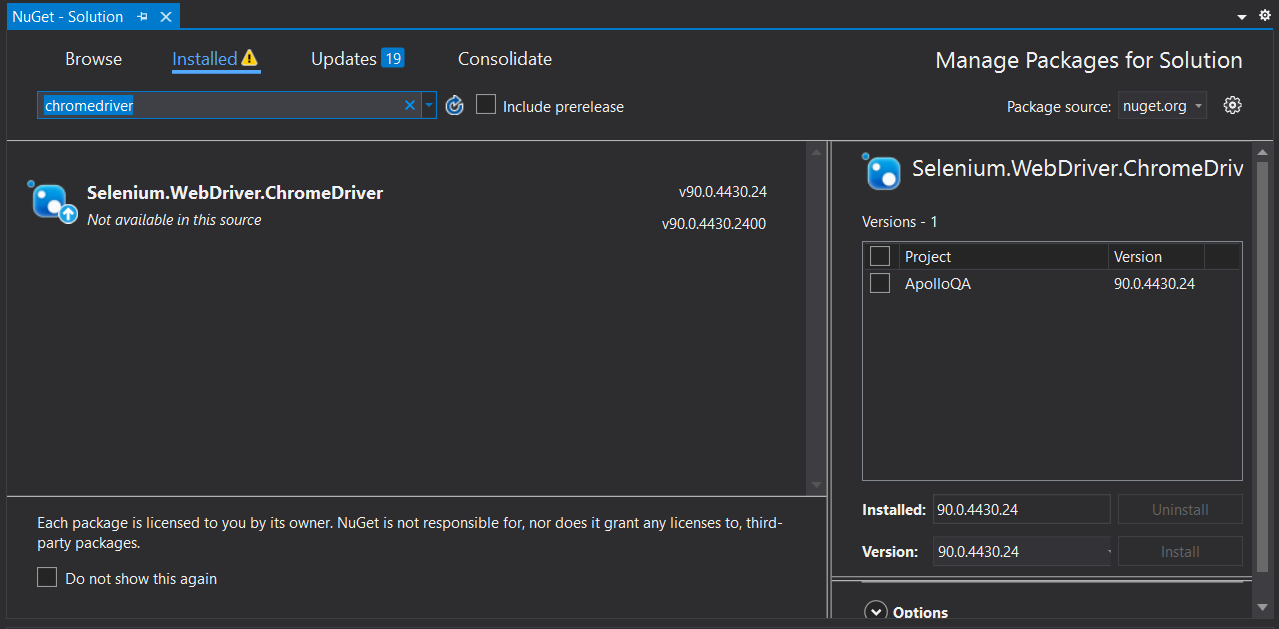 NuGet - Solution
Browse
Installed
Updates 19
Consolidate
Manage Packages for Solution
chromedriver
Include prerelease
Package source: nuget.org
Selenium.WebDriver.ChromeDriver
v90.0.4430.24
Not available in this source
v90.0.4430.2400
Each package is licensed to you by its owner. NuGet is not responsible for, nor does it grant any licenses to, third-
party packages.
Do not show this again
Selenium.WebDriver.ChromeDriv
Versions - 1
Project Version
ApolloQA 90.0.4430.24
Installed: 90.0.4430.24 Uninstall
Version: 90.0.4430.24 Install
Options